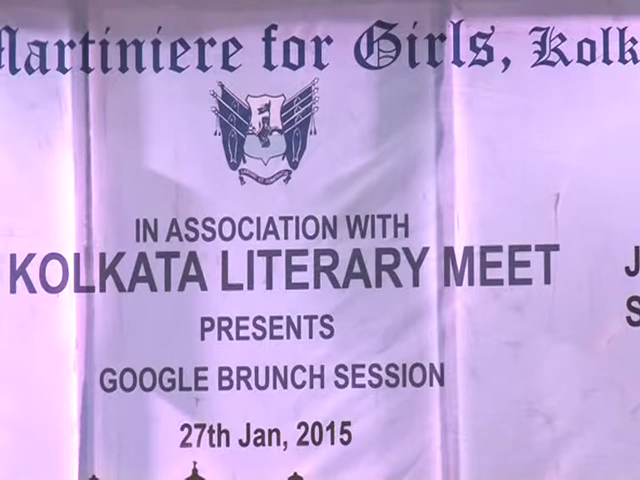 Martiniere for Girls, Kolk
IN ASSOCIATION WITH
KOLKATA LITERARY MEET
J
PRESENTS
S
GOOGLE BRUNCH SESSION
27th Jan, 2015